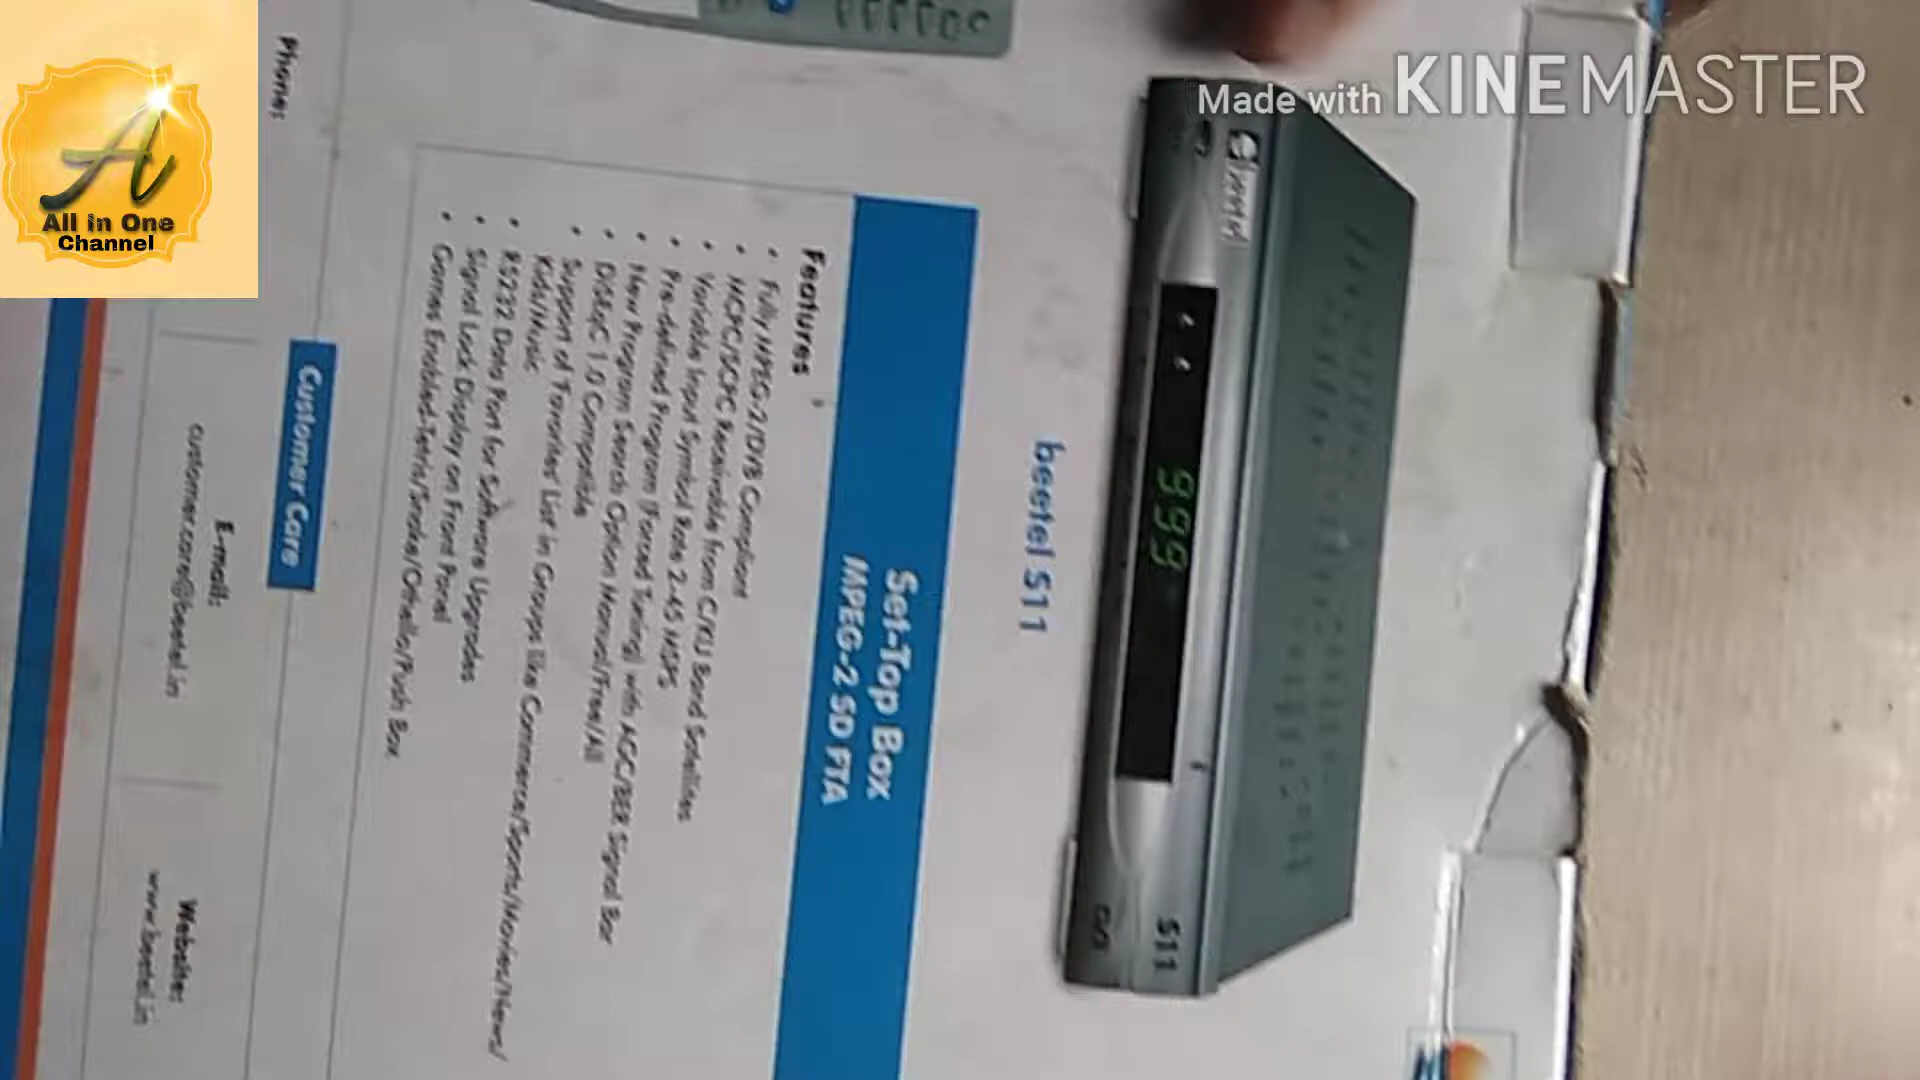 Made with KINEMASTER
A
All in One
Channel
beetel
999
S11
beetel S11
Set-Top Box
MPEG-2 SD FTA
Features
• Fully MPEG-2/DVB Compliant
• MCPC/SCPC Receivable from C/KU Band Satellites
• Variable Input Symbol Rate 2-45 MSPS
• Pre-defined Program (Forced Tuning) with AGC/BER Signal Bar
• New Program Search Option Manual/Free/All
• DiSEqC 1.0 Compatible
• Support of 'Favorites' List in Groups like Commerce/Sports/Movies/News/
Kids/Music
• RS232 Data Port for Software Upgrades
• Signal Lock Display on Front Panel
• Games Enabled-Tetris/Snake/Othello/Push Box
Customer Care
Phones
E-mail:
customer.care@beetel.in
Website:
www.beetel.in